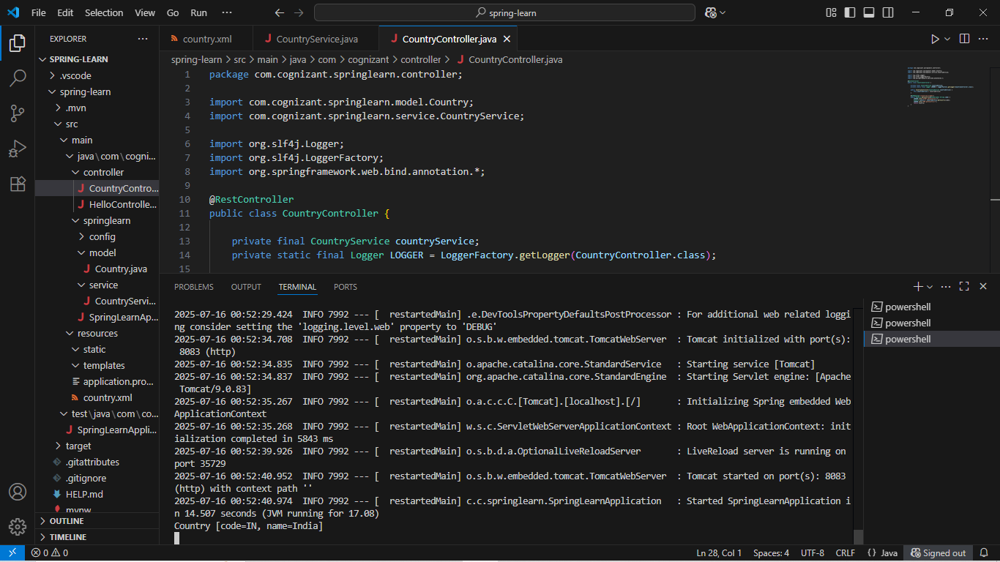 File Edit Selection View Go Run ··· spring-learn
EXPLORER ···
SPRING-LEARN
.vscode
spring-learn
.mvn
src
main
java\com\cogni...
controller
CountryContro...
HelloControlle...
springlearn
config
model
Country.java
service
CountryServi...
SpringLearnAp...
resources
static
templates
application.pro...
country.xml
test\java\com\co...
SpringLearnAppli...
target
.gitattributes
.gitignore
HELP.md
mvnw
OUTLINE
TIMELINE
country.xml CountryService.java CountryController.java
spring-learn > src > main > java > com > cognizant > controller > CountryController.java
1 package com.cognizant.springlearn.controller;
2
3 import com.cognizant.springlearn.model.Country;
4 import com.cognizant.springlearn.service.CountryService;
5
6 import org.slf4j.Logger;
7 import org.slf4j.LoggerFactory;
8 import org.springframework.web.bind.annotation.*;
9
10 @RestController
11 public class CountryController {
12
13 private final CountryService countryService;
14 private static final Logger LOGGER = LoggerFactory.getLogger(CountryController.class);
15
PROBLEMS OUTPUT TERMINAL PORTS
2025-07-16 00:52:29.424 INFO 7992 --- [ restartedMain] .e.DevToolsPropertyDefaultsPostProcessor : For additional web related loggi
ng consider setting the 'logging.level.web' property to 'DEBUG'
2025-07-16 00:52:34.708 INFO 7992 --- [ restartedMain] o.s.b.w.embedded.tomcat.TomcatWebServer : Tomcat initialized with port(s):
8083 (http)
2025-07-16 00:52:34.835 INFO 7992 --- [ restartedMain] o.apache.catalina.core.StandardService : Starting service [Tomcat]
2025-07-16 00:52:34.837 INFO 7992 --- [ restartedMain] org.apache.catalina.core.StandardEngine : Starting Servlet engine: [Apache
Tomcat/9.0.83]
2025-07-16 00:52:35.267 INFO 7992 --- [ restartedMain] o.a.c.c.C.[Tomcat].[localhost].[/] : Initializing Spring embedded Web
ApplicationContext
2025-07-16 00:52:35.268 INFO 7992 --- [ restartedMain] w.s.c.ServletWebServerApplicationContext : Root WebApplicationContext: init
ialization completed in 5843 ms
2025-07-16 00:52:39.926 INFO 7992 --- [ restartedMain] o.s.b.d.a.OptionalLiveReloadServer : LiveReload server is running on
port 35729
2025-07-16 00:52:40.952 INFO 7992 --- [ restartedMain] o.s.b.w.embedded.tomcat.TomcatWebServer : Tomcat started on port(s): 8083
(http) with context path ''
2025-07-16 00:52:40.974 INFO 7992 --- [ restartedMain] c.c.springlearn.SpringLearnApplication : Started SpringLearnApplication i
n 14.507 seconds (JVM running for 17.08)
Country [code=IN, name=India]
powershell
powershell
powershell
0 0 Ln 28, Col 1 Spaces: 4 UTF-8 CRLF {} Java Signed out